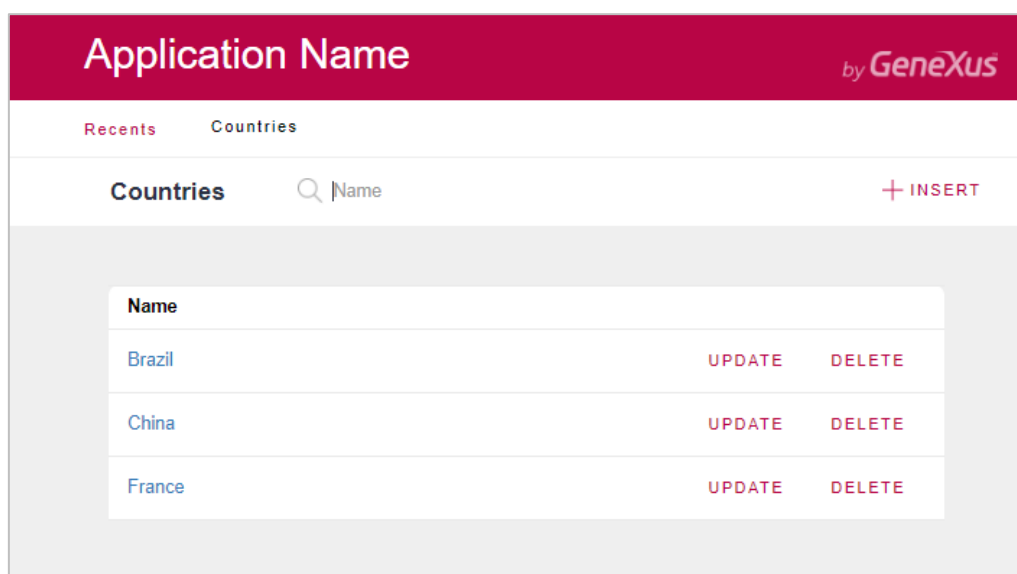 Application Name
by GeneXus
Recents Countries
Countries Name + INSERT
Name
Brazil UPDATE DELETE
China UPDATE DELETE
France UPDATE DELETE